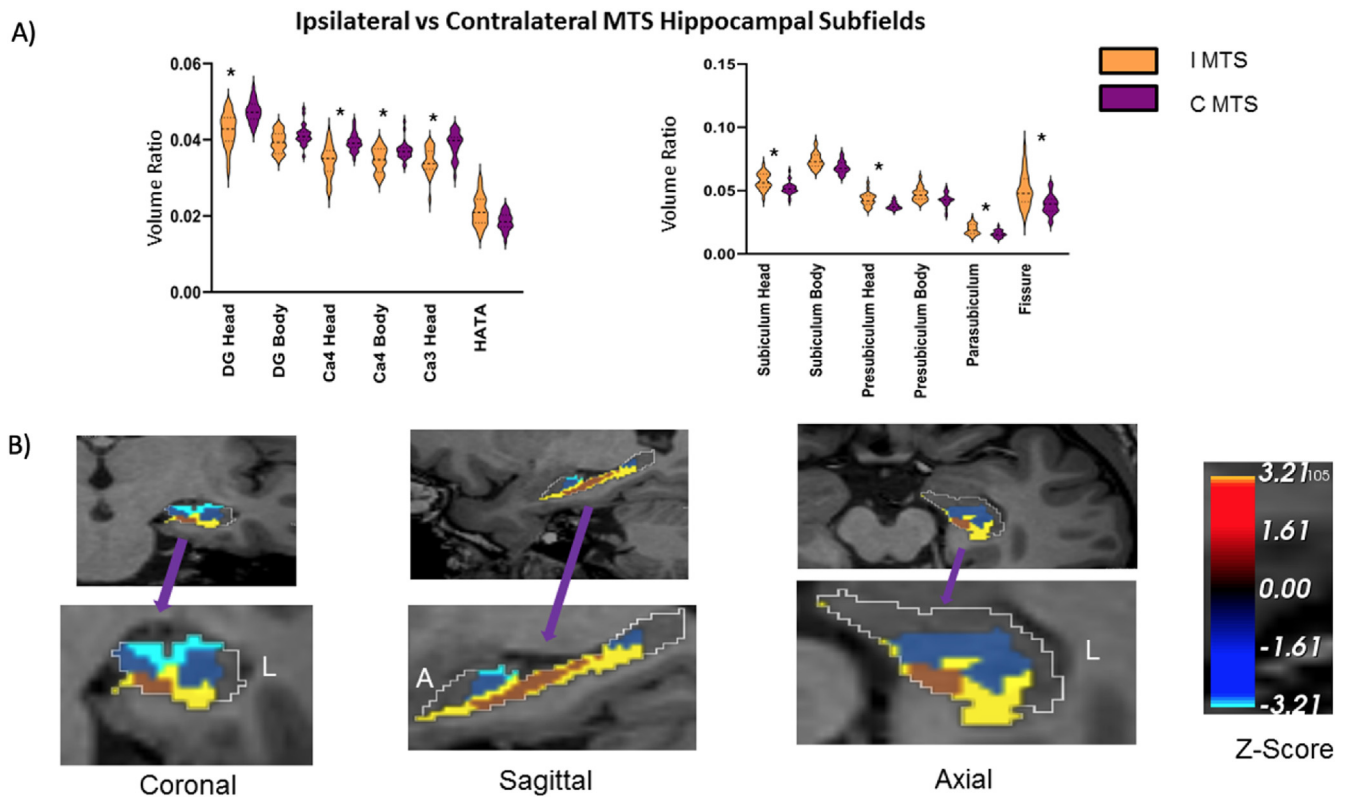 Ipsilateral vs Contralateral MTS Hippocampal Subfields
A)
I MTS
C MTS
Volume Ratio
0.06
0.04
0.02
0.00
*
*
*
*
DG Head
DG Body
Ca4 Head
Ca4 Body
Ca3 Head
HATA
Volume Ratio
0.15
0.10
0.05
0.00
*
*
*
*
Subiculum Head
Subiculum Body
Presubiculum Head
Presubiculum Body
Parasubiculum
Fissure
B)
L
Coronal
A
Sagittal
L
Axial
3.21 105
1.61
0.00
-1.61
-3.21
Z-Score